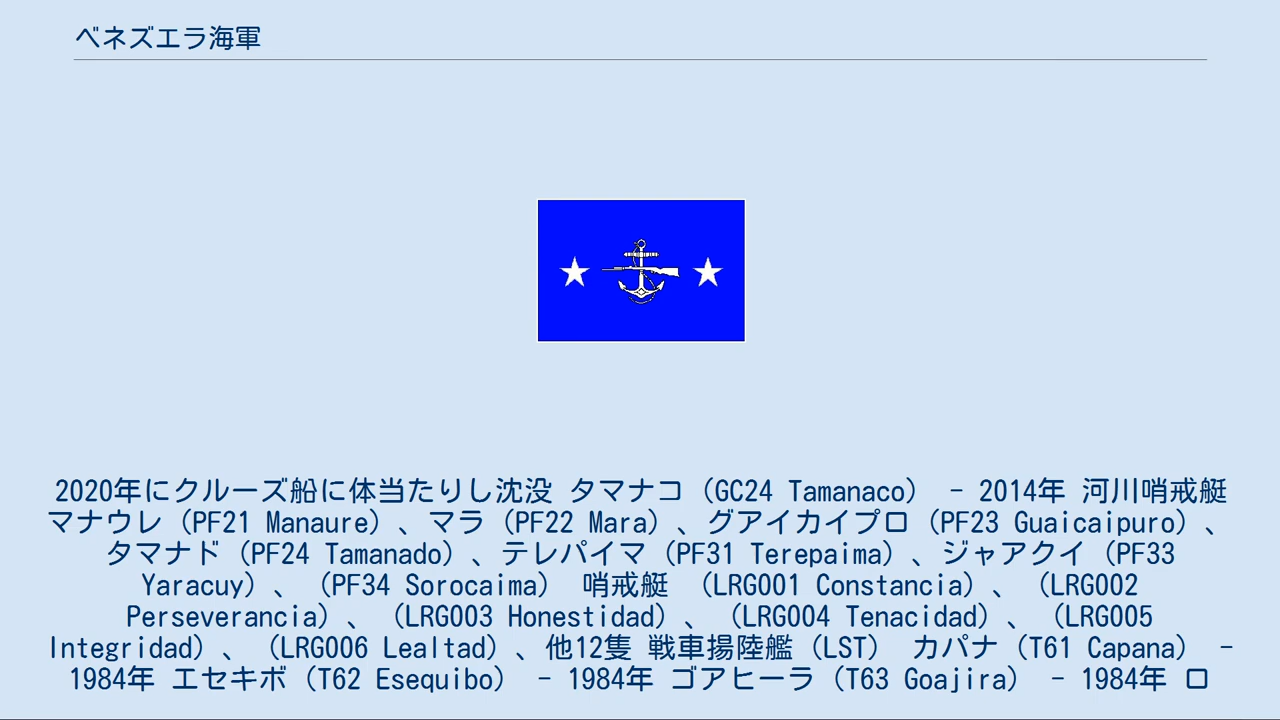 ベネズエラ海軍
2020年にクルーズ船に体当たりし沈没 タマナコ（GC24 Tamanaco） - 2014年 河川哨戒艇
マナウレ（PF21 Manaure）、マラ（PF22 Mara）、グアイカイプロ（PF23 Guaicaipuro）、
タマナド（PF24 Tamanado）、テレパイマ（PF31 Terepaima）、ジャアクイ（PF33
Yaracuy）、（PF34 Sorocaima） 哨戒艇 （LRG001 Constancia）、（LRG002
Perseverancia）、（LRG003 Honestidad）、（LRG004 Tenacidad）、（LRG005
Integridad）、（LRG006 Lealtad）、他12隻 戦車揚陸艦（LST） カパナ（T61 Capana） -
1984年 エセキボ（T62 Esequibo） - 1984年 ゴアヒーラ（T63 Goajira） - 1984年 ロ